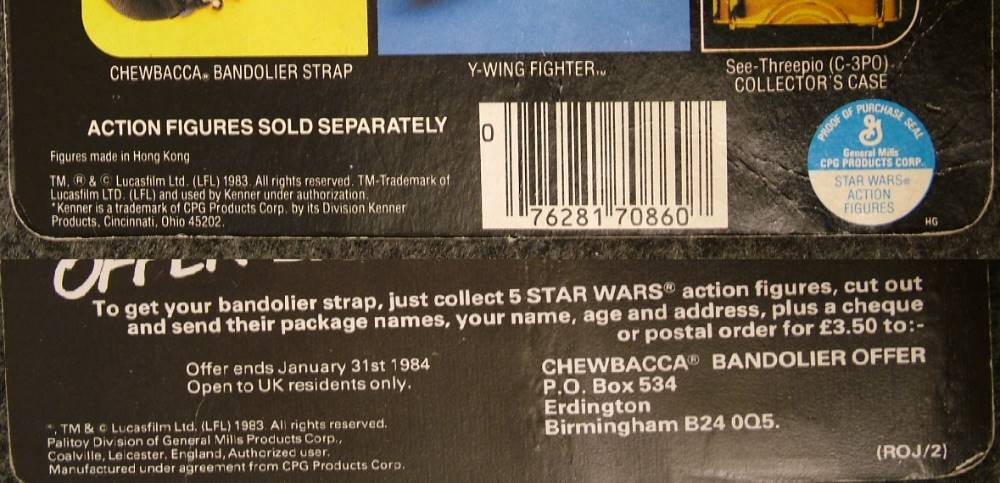 CHEWBACCA® BANDOLIER STRAP
Y-WING FIGHTER™
See-Threepio (C-3PO)
COLLECTOR'S CASE
ACTION FIGURES SOLD SEPARATELY
Figures made in Hong Kong
TM, ® & © Lucasfilm Ltd. (LFL) 1983. All rights reserved. TM-Trademark of
Lucasfilm LTD. (LFL) and used by Kenner under authorization.
*Kenner is a trademark of CPG Products Corp. by its Division Kenner
Products, Cincinnati, Ohio 45202.
0
76281 70860
PROOF OF PURCHASE SEAL
G
General Mills
CPG PRODUCTS CORP.
STAR WARS®
ACTION
FIGURES
HG
OFFER
To get your bandolier strap, just collect 5 STAR WARS® action figures, cut out
and send their package names, your name, age and address, plus a cheque
or postal order for £3.50 to:-
Offer ends January 31st 1984
Open to UK residents only.
CHEWBACCA® BANDOLIER OFFER
P.O. Box 534
Erdington
Birmingham B24 0Q5.
®, TM & © Lucasfilm Ltd. (LFL) 1983. All rights reserved.
Palitoy Division of General Mills Products Corp.,
Coalville, Leicester, England, Authorized user.
Manufactured under agreement from CPG Products Corp.
(ROJ/2)